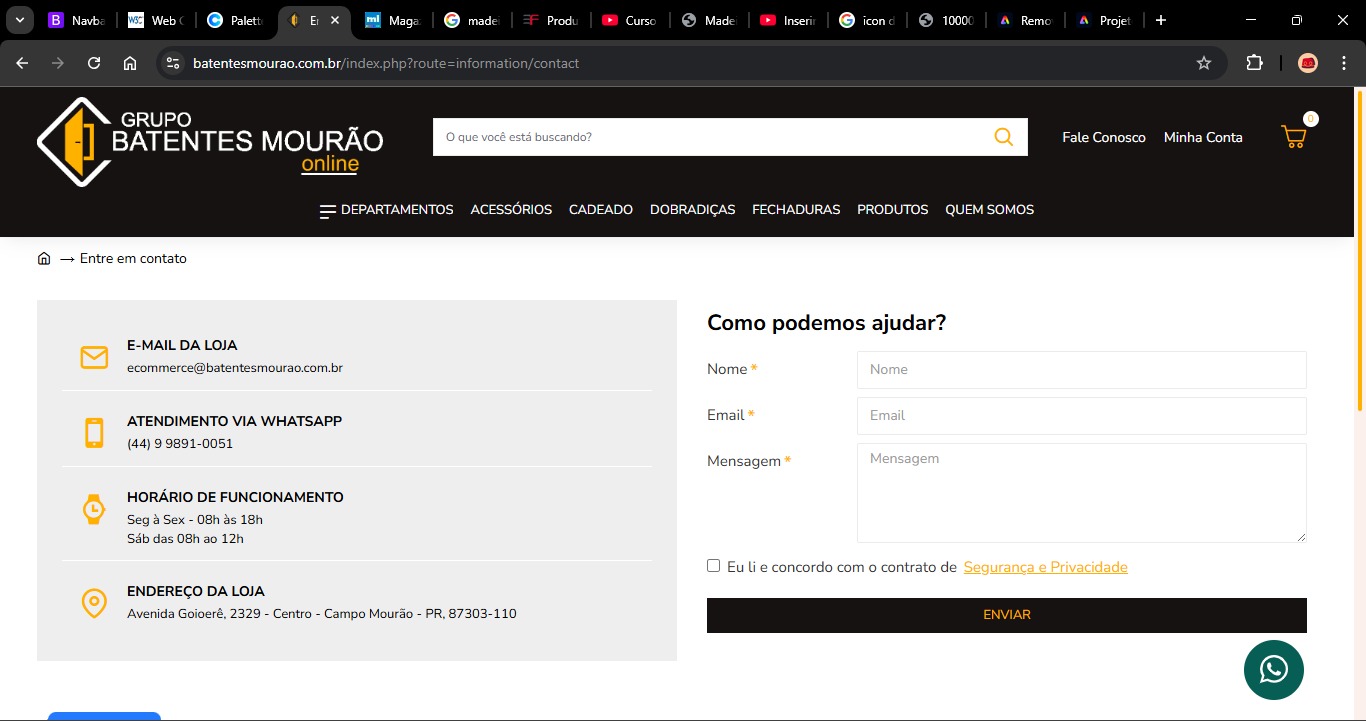 Navba
Web C
Palett
En
Maga
madei
Produ
Curso
Made
Inserir
icon d
10000
Remo
Projet
batentesmourao.com.br/index.php?route=information/contact
GRUPO
BATENTES MOURÃO
online
O que você está buscando?
Fale Conosco
Minha Conta
0
DEPARTAMENTOS ACESSÓRIOS CADEADO DOBRADIÇAS FECHADURAS PRODUTOS QUEM SOMOS
→ Entre em contato
E-MAIL DA LOJA
ecommerce@batentesmourao.com.br
ATENDIMENTO VIA WHATSAPP
(44) 9 9891-0051
HORÁRIO DE FUNCIONAMENTO
Seg à Sex - 08h às 18h
Sáb das 08h ao 12h
ENDEREÇO DA LOJA
Avenida Goioerê, 2329 - Centro - Campo Mourão - PR, 87303-110
Como podemos ajudar?
Nome * Nome
Email * Email
Mensagem * Mensagem
Eu li e concordo com o contrato de Segurança e Privacidade
ENVIAR